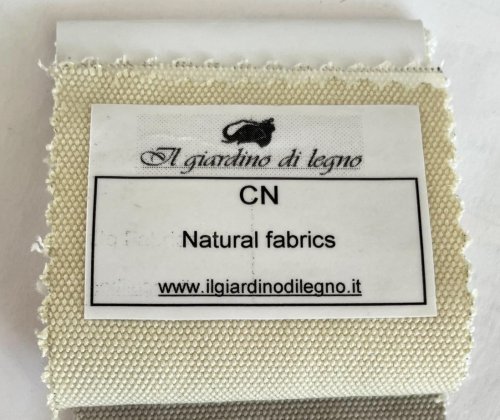 Il giardino di legno
CN
Natural fabrics
www.ilgiardinodilegno.it